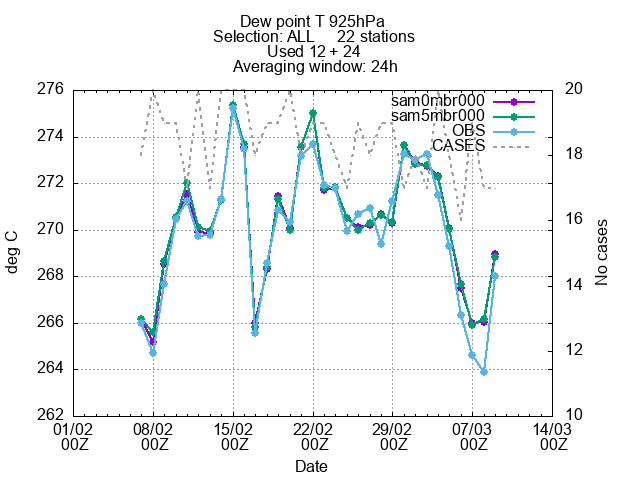 Dew point T 925hPa
Selection: ALL 22 stations
Used 12 + 24
Averaging window: 24h
276
274
272
270
268
266
264
262
deg C
20
18
16
14
12
10
No cases
sam0mbr000
sam5mbr000
OBS
CASES
01/02 08/02 15/02 22/02 29/02 07/03 14/03
00Z 00Z 00Z 00Z 00Z 00Z 00Z
Date